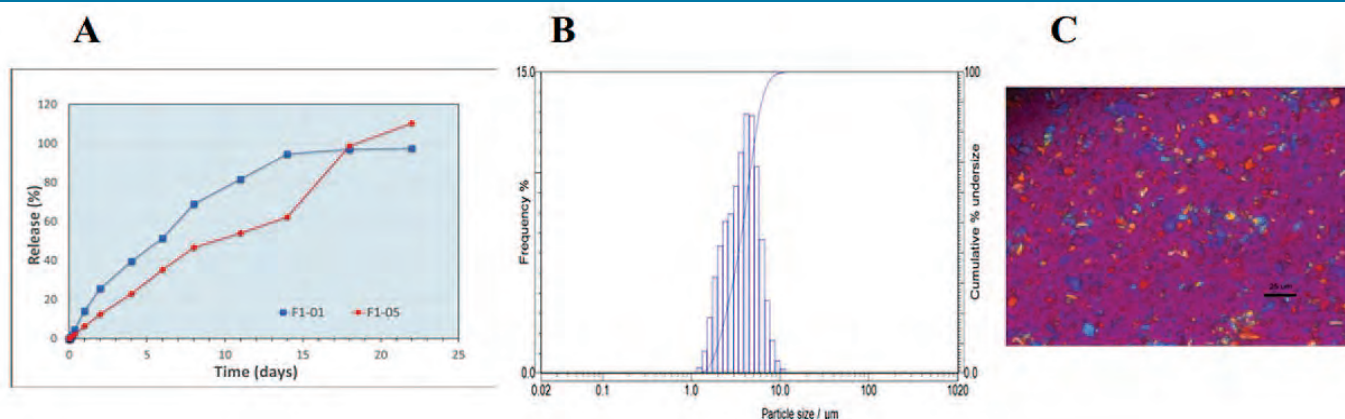 A
B
C
120
100
80
60
40
20
0
Release (%)
F1-01
F1-05
0
5
10
15
20
25
Time (days)
15.0
Frequency %
0.0
100
Cumulative % undersize
0.0
0.02
0.1
1.0
10.0
100
1020
Particle size / µm
25 um